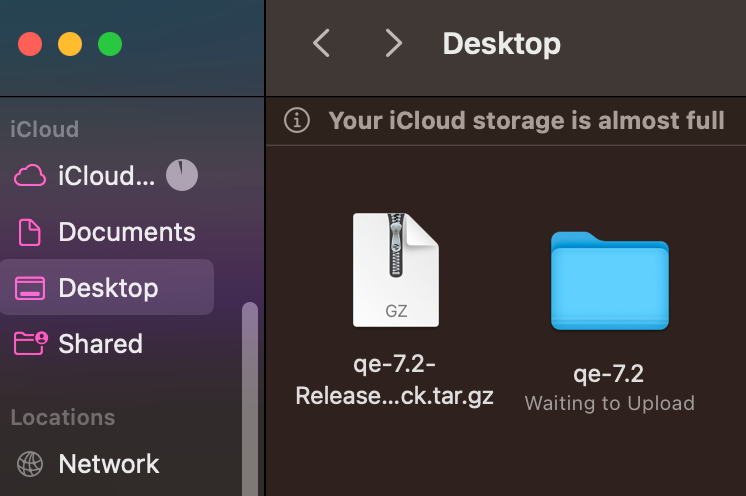 Desktop
iCloud
iCloud...
Documents
Desktop
Shared
Locations
Network
Your iCloud storage is almost full
GZ
qe-7.2-
Release...ck.tar.gz
qe-7.2
Waiting to Upload